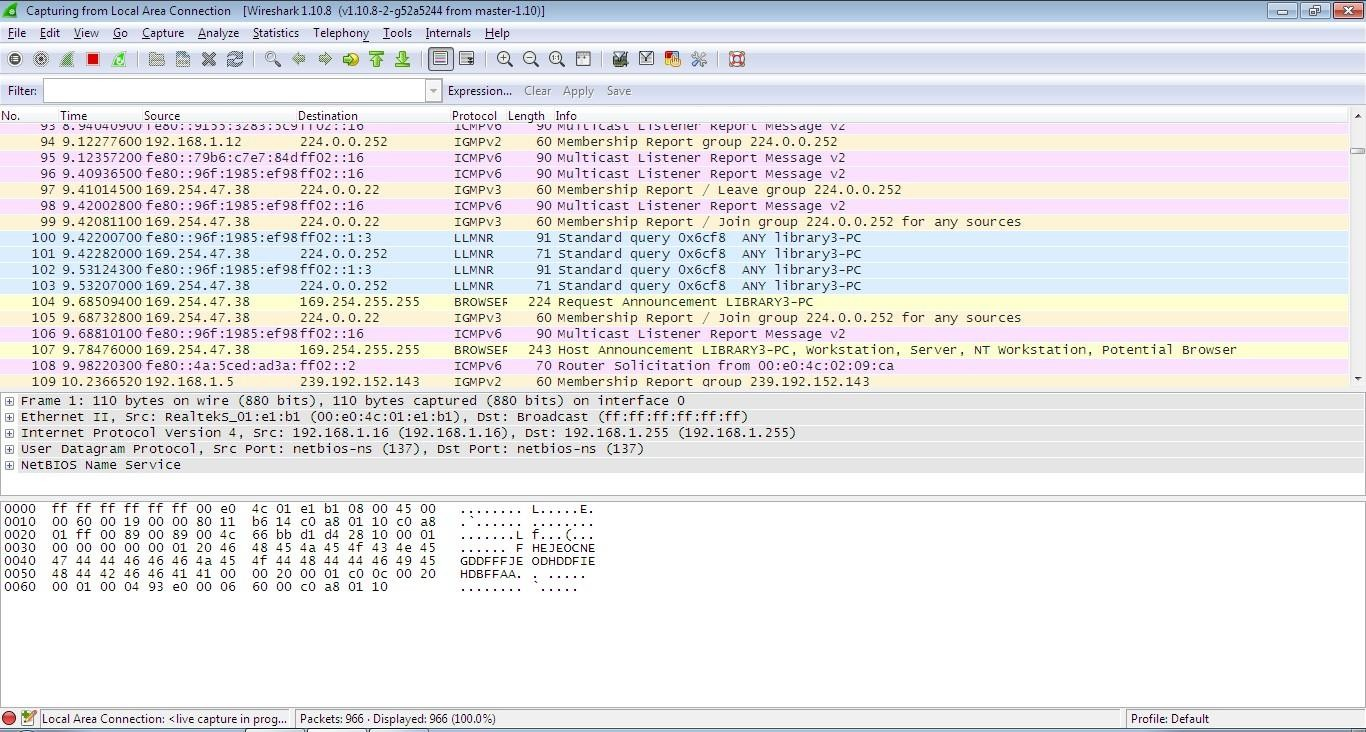 Capturing from Local Area Connection [Wireshark 1.10.8 (v1.10.8-2-g52a5244 from master-1.10)]
File Edit View Go Capture Analyze Statistics Telephony Tools Internals Help
Filter: Expression... Clear Apply Save
No. Time Source Destination Protocol Length Info
93 8.94040900 fe80::9155:3283:5c9 ff02::16 ICMPv6 90 Multicast Listener Report Message v2
94 9.12277600 192.168.1.12 224.0.0.252 IGMPv2 60 Membership Report group 224.0.0.252
95 9.12357200 fe80::79b6:c7e7:84d ff02::16 ICMPv6 90 Multicast Listener Report Message v2
96 9.40936500 fe80::96f:1985:ef98 ff02::16 ICMPv6 90 Multicast Listener Report Message v2
97 9.41014500 169.254.47.38 224.0.0.22 IGMPv3 60 Membership Report / Leave group 224.0.0.252
98 9.42002800 fe80::96f:1985:ef98 ff02::16 ICMPv6 90 Multicast Listener Report Message v2
99 9.42081100 169.254.47.38 224.0.0.22 IGMPv3 60 Membership Report / Join group 224.0.0.252 for any sources
100 9.42200700 fe80::96f:1985:ef98 ff02::1:3 LLMNR 91 Standard query 0x6cf8 ANY library3-PC
101 9.42282000 169.254.47.38 224.0.0.252 LLMNR 71 Standard query 0x6cf8 ANY library3-PC
102 9.53124300 fe80::96f:1985:ef98 ff02::1:3 LLMNR 91 Standard query 0x6cf8 ANY library3-PC
103 9.53207000 169.254.47.38 224.0.0.252 LLMNR 71 Standard query 0x6cf8 ANY library3-PC
104 9.68509400 169.254.47.38 169.254.255.255 BROWSER 224 Request Announcement LIBRARY3-PC
105 9.68732800 169.254.47.38 224.0.0.22 IGMPv3 60 Membership Report / Join group 224.0.0.252 for any sources
106 9.68810100 fe80::96f:1985:ef98 ff02::16 ICMPv6 90 Multicast Listener Report Message v2
107 9.78476000 169.254.47.38 169.254.255.255 BROWSER 243 Host Announcement LIBRARY3-PC, Workstation, Server, NT Workstation, Potential Browser
108 9.98220300 fe80::4a:5ced:ad3a: ff02::2 ICMPv6 70 Router Solicitation from 00:e0:4c:02:09:ca
109 10.2366520 192.168.1.5 239.192.152.143 IGMPv2 60 Membership Report group 239.192.152.143
Frame 1: 110 bytes on wire (880 bits), 110 bytes captured (880 bits) on interface 0
Ethernet II, Src: RealtekS_01:e1:b1 (00:e0:4c:01:e1:b1), Dst: Broadcast (ff:ff:ff:ff:ff:ff)
Internet Protocol Version 4, Src: 192.168.1.16 (192.168.1.16), Dst: 192.168.1.255 (192.168.1.255)
User Datagram Protocol, Src Port: netbios-ns (137), Dst Port: netbios-ns (137)
NetBIOS Name Service
0000 ff ff ff ff ff ff 00 e0 4c 01 e1 b1 08 00 45 00 ........ L.....E.
0010 00 60 00 19 00 00 80 11 b6 14 c0 a8 01 10 c0 a8 .`...... ........
0020 01 ff 00 89 00 89 00 4c 66 bb d1 d4 28 10 00 01 .......L f...(...
0030 00 00 00 00 00 01 20 46 48 45 4a 45 4f 43 4e 45 ...... F HEJEOCNE
0040 47 44 44 46 46 46 4a 45 4f 44 48 44 44 46 49 45 GDDFFFJE ODHDDFIE
0050 48 44 42 46 46 41 41 00 00 20 00 01 c0 0c 00 20 HDBFFAA. . .....
0060 00 01 00 04 93 e0 00 06 60 00 c0 a8 01 10 ........ `.....
Local Area Connection: <live capture in prog... Packets: 966 · Displayed: 966 (100.0%) Profile: Default